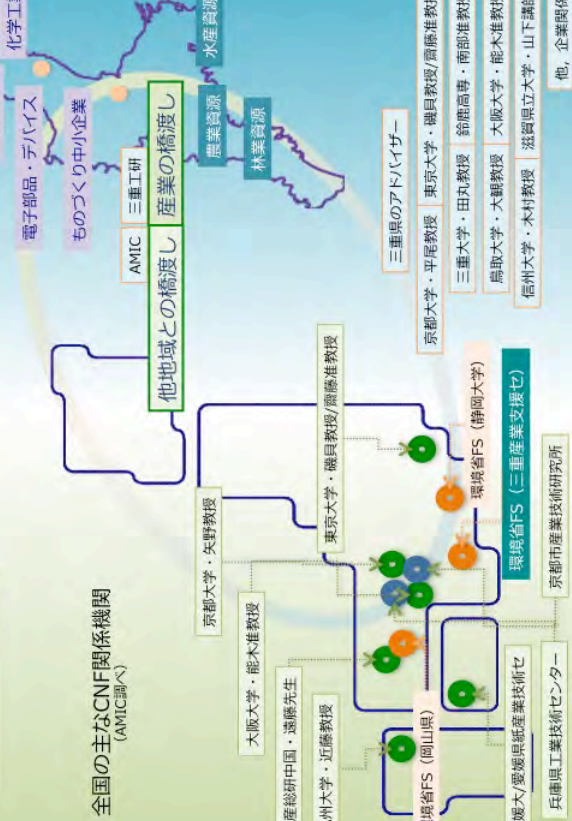 全国の主なCNF関係機関
(AMIC調べ)
京都大学・矢野教授
大阪大学・能木准教授
産総研中国・遠藤先生
州大学・近藤教授
東京大学・磯貝教授/齋藤准教授
境省FS（岡山県）
環境省FS（静岡大学）
環境省FS（三重産業支援セ）
京都市産業技術研究所
媛大/愛媛県紙産業技術セ
兵庫県工業技術センター
化学工
電子部品・デバイス
ものづくり中小企業
AMIC
三重工研
他地域との橋渡し
産業の橋渡し
水産資源
農業資源
林業資源
三重県のアドバイザー
京都大学・平尾教授
東京大学・磯貝教授/齋藤准教授
三重大学・田丸教授
鈴鹿高専・南部准教授
鳥取大学・大観教授
大阪大学・能木准教授
信州大学・木村教授
滋賀県立大学・山下講師
他，企業関係